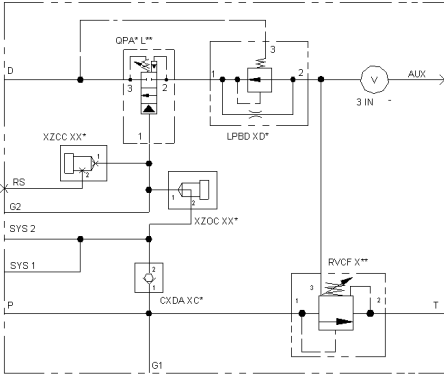 QPA* L**
3
D
3
2
1
2
AUX
V
3 IN -
1
LPBD XD*
XZCC XX*
1
2
RS
1
2
G2
XZOC XX*
SYS 2
RVCF X**
SYS 1
2
1
3
1
2
CXDA XC*
P
T
G1